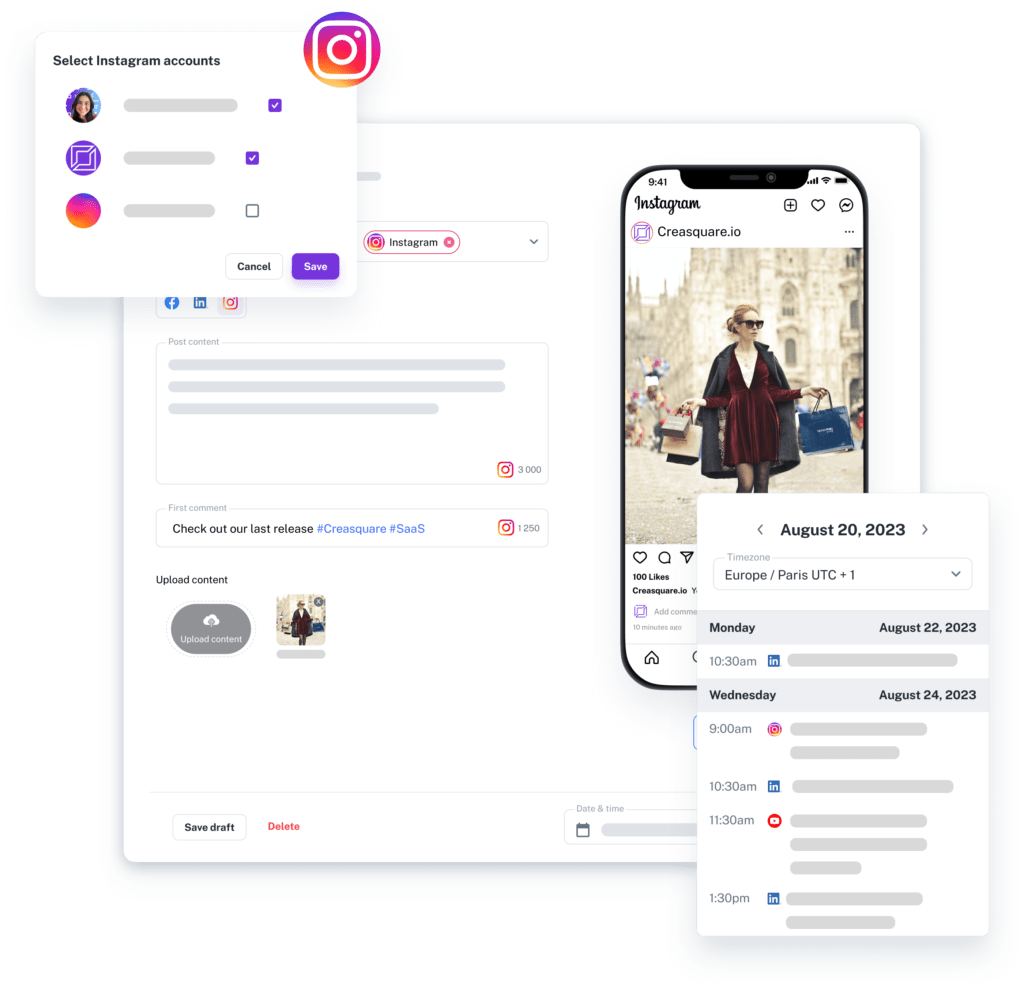 Select Instagram accounts
Cancel
Save
Instagram
Post content
3 000
First comment
Check out our last release #Creasquare #SaaS
1 250
Upload content
Upload content
Save draft
Delete
Date & time
9:41
Instagram
Creasquare.io
100 Likes
Creasquare.io
Add comme
10 minutes ago
August 20, 2023
Timezone
Europe / Paris UTC + 1
Monday August 22, 2023
10:30am
Wednesday August 24, 2023
9:00am
10:30am
11:30am
1:30pm